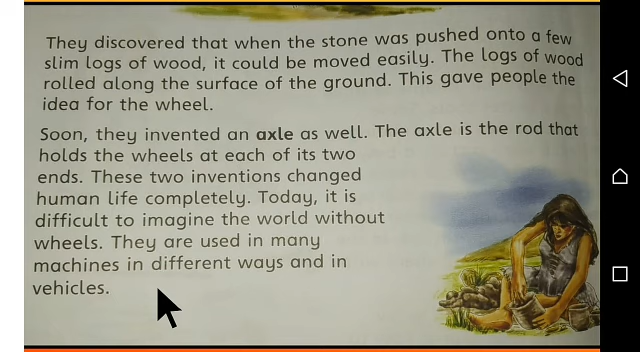 They discovered that when the stone was pushed onto a few
slim logs of wood, it could be moved easily. The logs of wood
rolled along the surface of the ground. This gave people the
idea for the wheel.
Soon, they invented an axle as well. The axle is the rod that
holds the wheels at each of its two
ends. These two inventions changed
human life completely. Today, it is
difficult to imagine the world without
wheels. They are used in many
machines in different ways and in
vehicles.